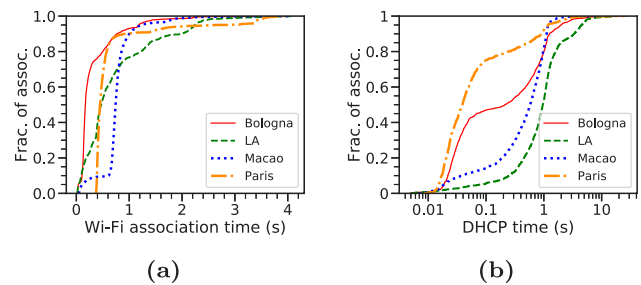 Frac. of assoc.
1.0
0.8
0.6
0.4
0.2
0.0
Bologna
LA
Macao
Paris
0 1 2 3 4
Wi-Fi association time (s)
(a)
Frac. of assoc.
1.0
0.8
0.6
0.4
0.2
0.0
Bologna
LA
Macao
Paris
0.01 0.1 1 10
DHCP time (s)
(b)